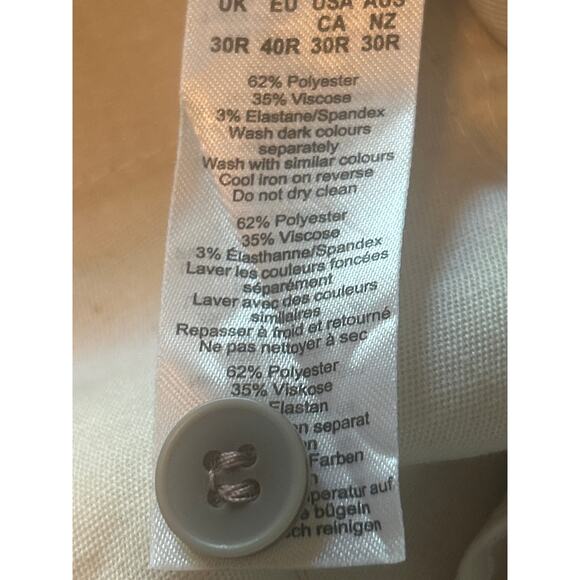 UK EU USA AUS
CA NZ
30R 40R 30R 30R
62% Polyester
35% Viscose
3% Elastane/Spandex
Wash dark colours
separately
Wash with similar colours
Cool iron on reverse
Do not dry clean
62% Polyester
35% Viscose
3% Élasthanne/Spandex
Laver les couleurs foncées
séparément
Laver avec des couleurs
similaires
Repasser à froid et retourné
Ne pas nettoyer à sec
62% Polyester
35% Viskose
Elastan
separat
Farben
auf
bügeln
reinigen